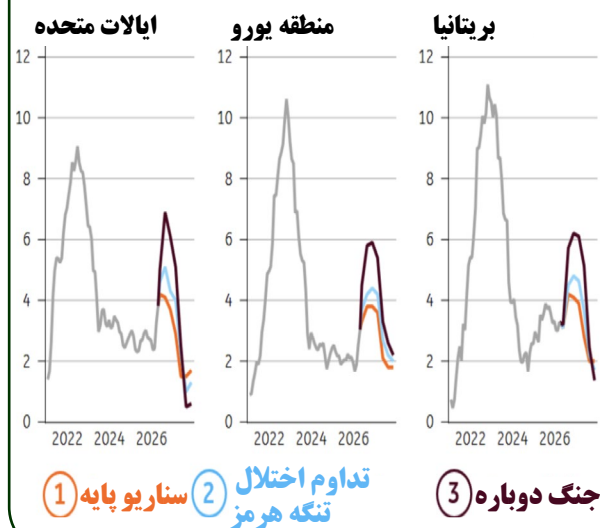 ایالات متحده
منطقه یورو
بریتانیا
12
10
8
6
4
2
0
2022 2024 2026
12
10
8
6
4
2
0
2022 2024 2026
12
10
8
6
4
2
0
2022 2024 2026
1 سناریو پایه
2 تداوم اختلال
تنگه هرمز
3 جنگ دوباره